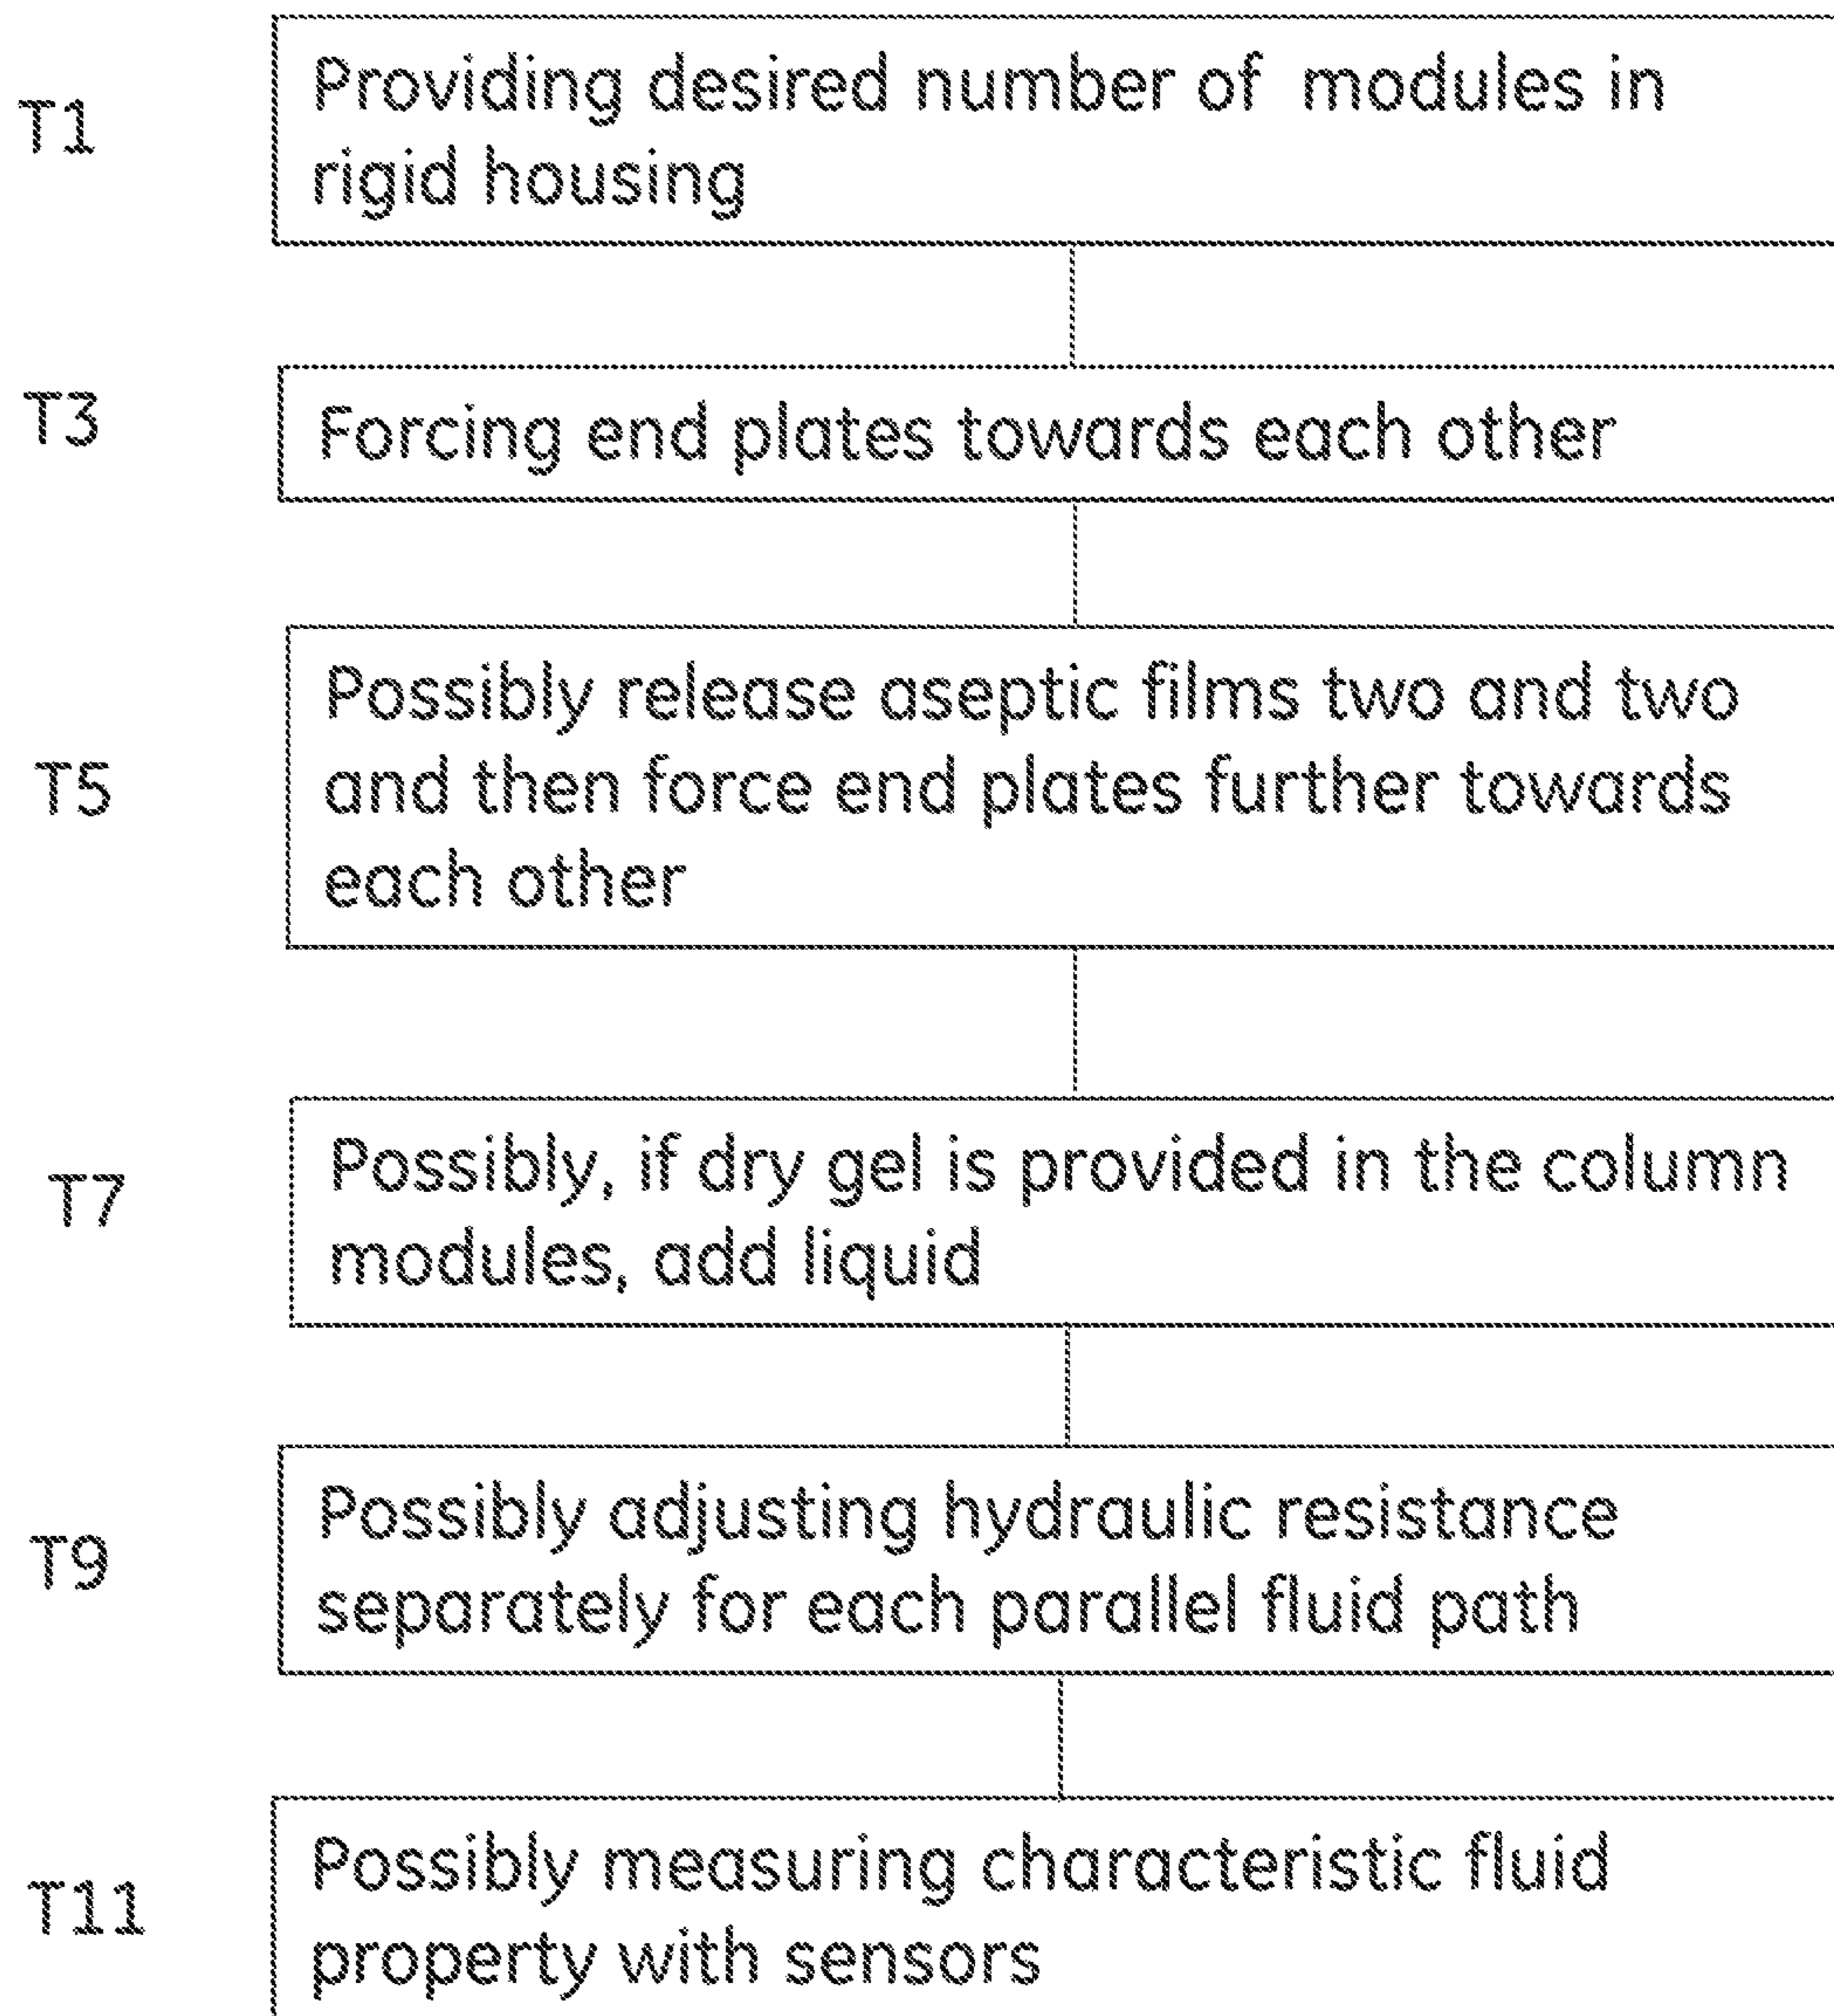 T1
Providing desired number of modules in
rigid housing
T3
Forcing end plates towards each other
T5
Possibly release aseptic films two and two
and then force end plates further towards
each other
T7
Possibly, if dry gel is provided in the column
modules, add liquid
T9
Possibly adjusting hydraulic resistance
separately for each parallel fluid path
T11
Possibly measuring characteristic fluid
property with sensors